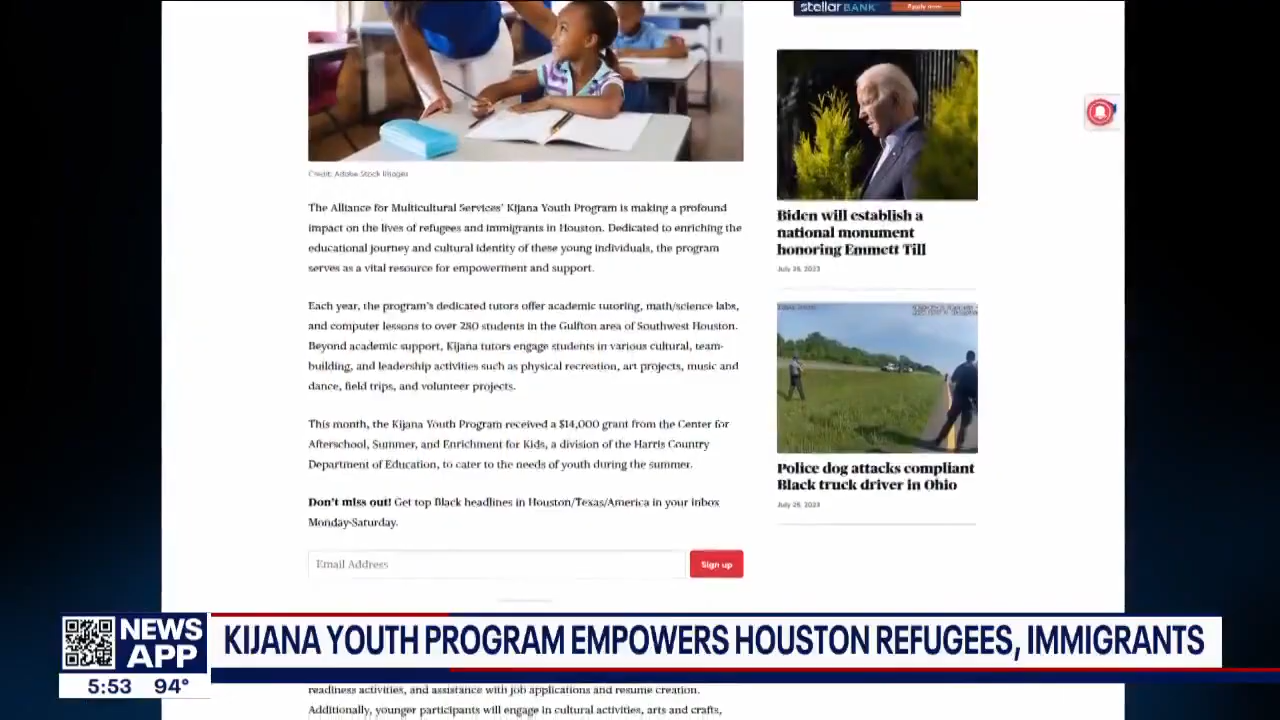 stellar BANK
Apply now
Credit: Adobe Stock Images
The Alliance for Multicultural Services' Kijana Youth Program is making a profound
impact on the lives of refugees and immigrants in Houston. Dedicated to enriching the
educational journey and cultural identity of these young individuals, the program
serves as a vital resource for empowerment and support.
Each year, the program's dedicated tutors offer academic tutoring, math/science labs,
and computer lessons to over 280 students in the Gulfton area of Southwest Houston.
Beyond academic support, Kijana tutors engage students in various cultural, team-
building, and leadership activities such as physical recreation, art projects, music and
dance, field trips, and volunteer projects.
This month, the Kijana Youth Program received a $14,000 grant from the Center for
Afterschool, Summer, and Enrichment for Kids, a division of the Harris Country
Department of Education, to cater to the needs of youth during the summer.
Don't miss out! Get top Black headlines in Houston/Texas/America in your inbox
Monday-Saturday.
Email Address
Sign up
Biden will establish a
national monument
honoring Emmett Till
July 26, 2023
Police dog attacks compliant
Black truck driver in Ohio
July 26, 2023
NEWS
APP
KIJANA YOUTH PROGRAM EMPOWERS HOUSTON REFUGEES, IMMIGRANTS
5:53 94°
readiness activities, and assistance with job applications and resume creation.
Additionally, younger participants will engage in cultural activities, arts and crafts,